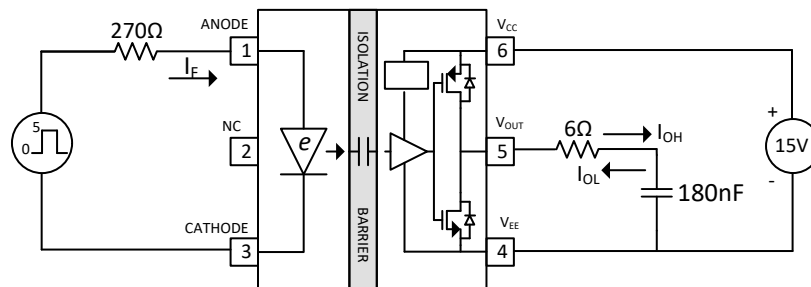 270Ω
ANODE
I_F
1
5
0
NC
2
CATHODE
3
e
ISOLATION
BARRIER
V_CC
6
V_OUT
5
V_EE
4
6Ω
I_OH
I_OL
180nF
+
15V
-